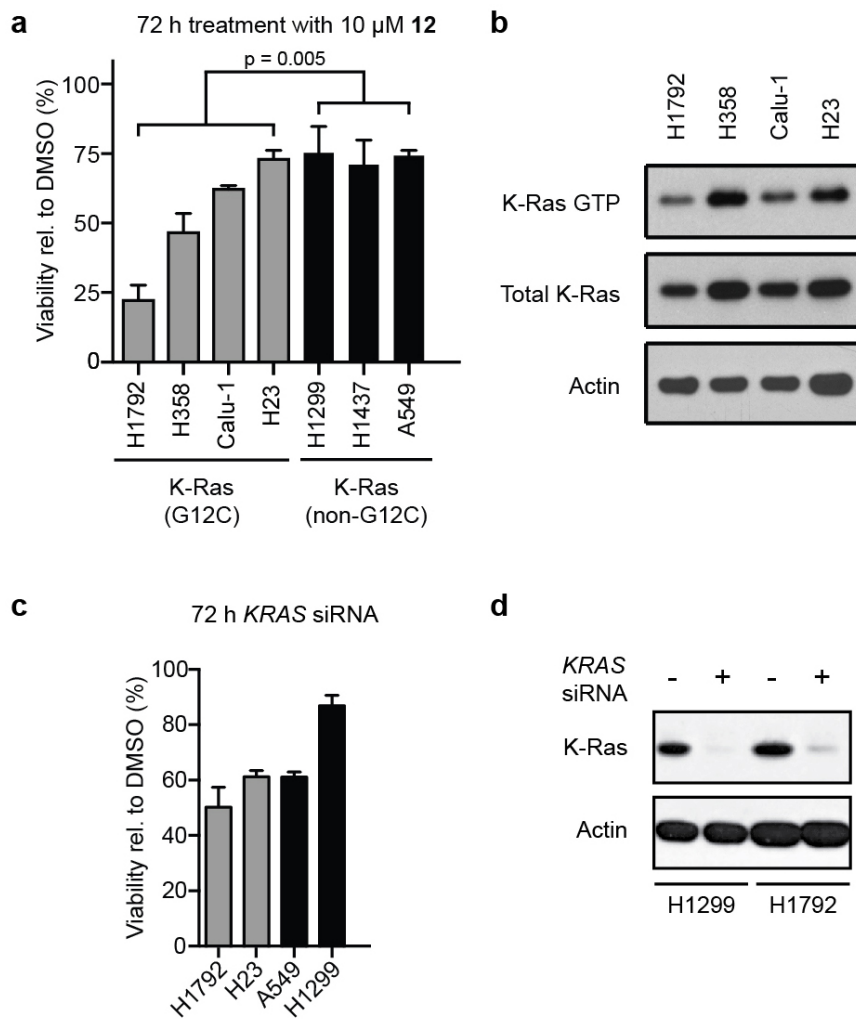 a
72 h treatment with 10 µM 12
p = 0.005
Viability rel. to DMSO (%)
100
75
50
25
0
H1792
H358
Calu-1
H23
H1299
H1437
A549
K-Ras
(G12C)
K-Ras
(non-G12C)
b
H1792
H358
Calu-1
H23
K-Ras GTP
Total K-Ras
Actin
c
72 h KRAS siRNA
Viability rel. to DMSO (%)
100
80
60
40
20
0
H1792
H23
A549
H1299
d
KRAS
siRNA
- + - +
K-Ras
Actin
H1299
H1792